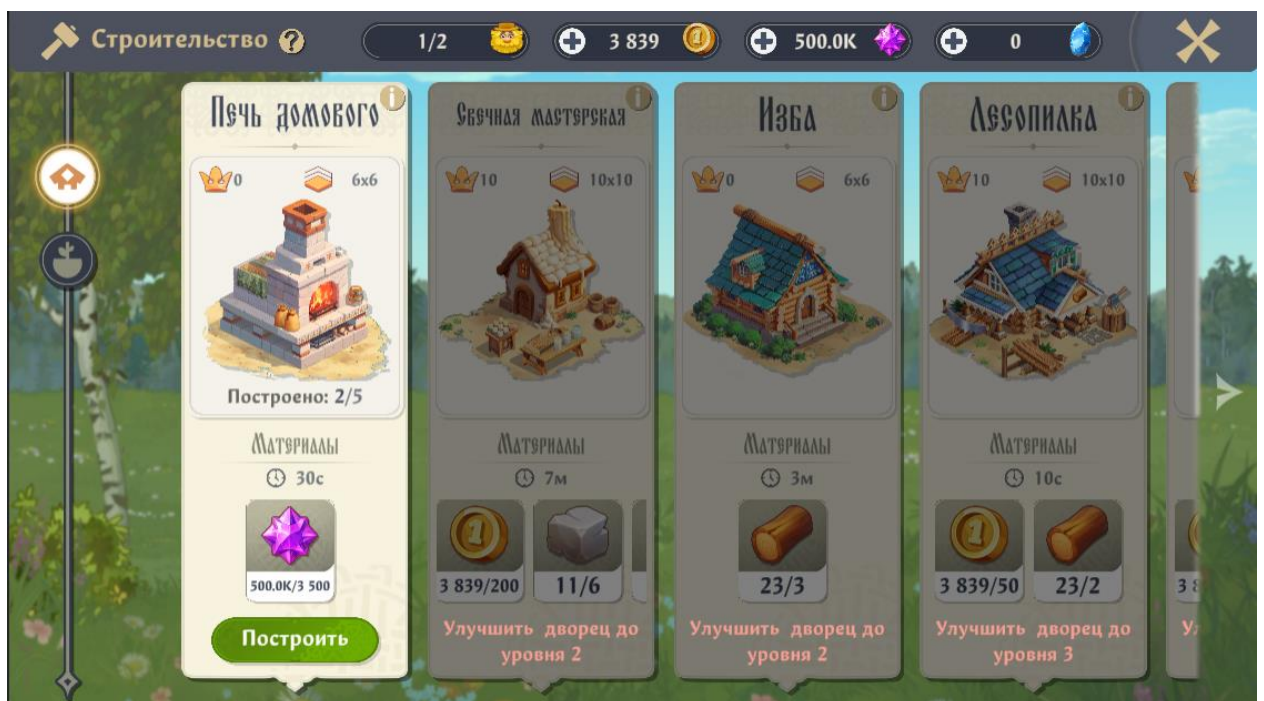 Строительство ?
1/2
3 839
500.0K
0
Печь домового
0
6x6
Построено: 2/5
Материалы
30с
500.0K/3 500
Построить
Свечная мастерская
10
10x10
Материалы
7м
3 839/200
11/6
Улучшить дворец до
уровня 2
Изба
0
6x6
Материалы
3м
23/3
Улучшить дворец до
уровня 2
Лесопилка
10
10x10
Материалы
10с
3 839/50
23/2
Улучшить дворец до
уровня 3